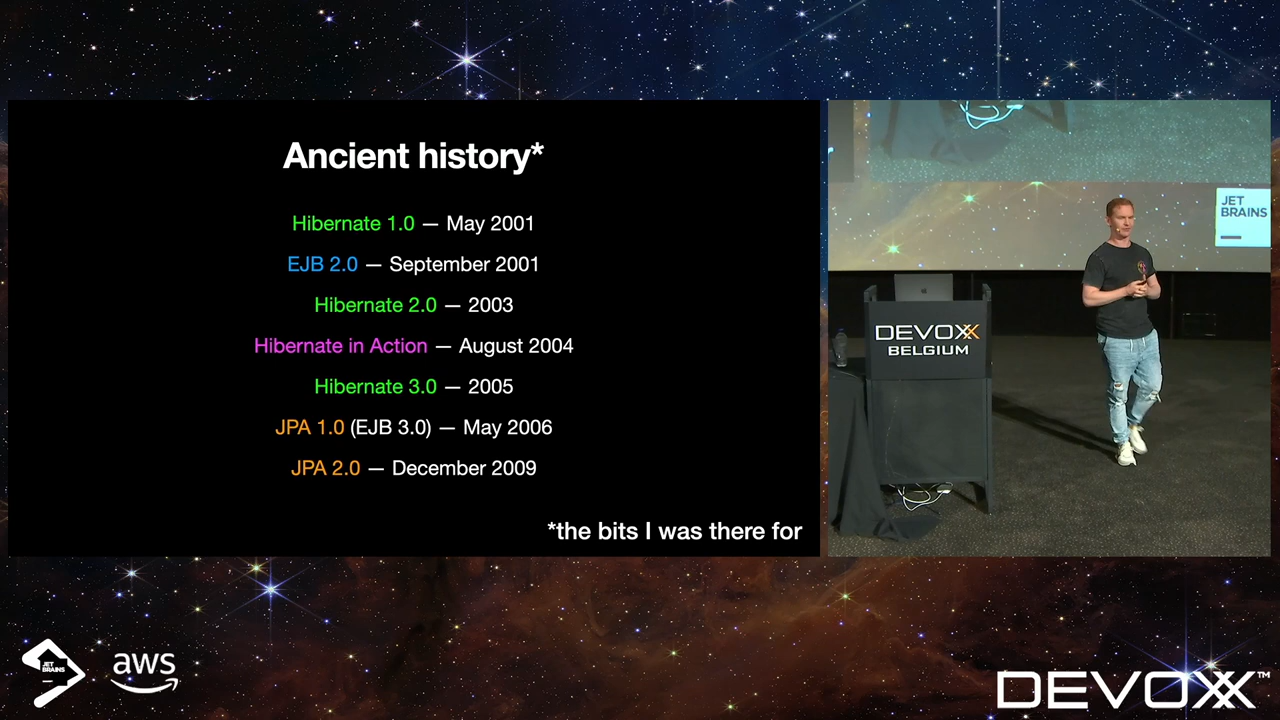 Ancient history*
Hibernate 1.0 — May 2001
EJB 2.0 — September 2001
Hibernate 2.0 — 2003
Hibernate in Action — August 2004
Hibernate 3.0 — 2005
JPA 1.0 (EJB 3.0) — May 2006
JPA 2.0 — December 2009
*the bits I was there for
JET
BRAINS
DEVOXX
BELGIUM
JET
BRAINS
aws
DEVOXX™